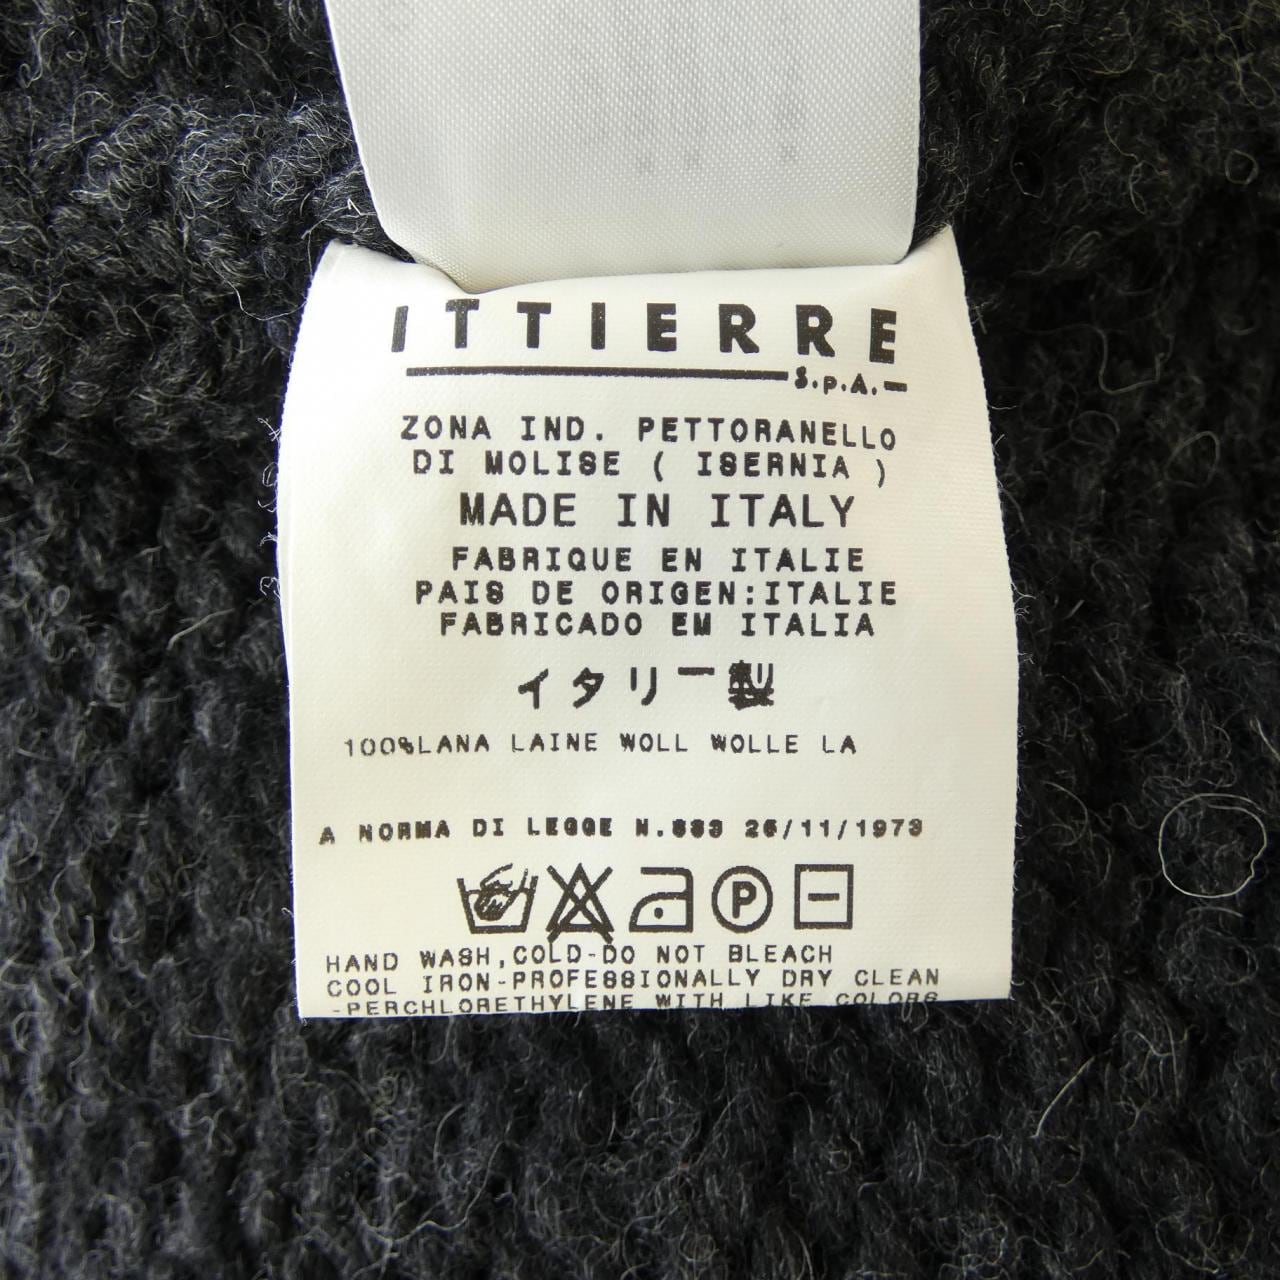 ITTIERRE
S.p.A.
ZONA IND. PETTORANELLO
DI MOLISE ( ISERNIA )
MADE IN ITALY
FABRIQUE EN ITALIE
PAIS DE ORIGEN:ITALIE
FABRICADO EM ITALIA
イタリー製
100%LANA LAINE WOLL WOLLE LA
A NORMA DI LEGGE N.883 26/11/1973
P
HAND WASH,COLD-DO NOT BLEACH
COOL IRON-PROFESSIONALLY DRY CLEAN
-PERCHLORETHYLENE WITH LIKE COLORS